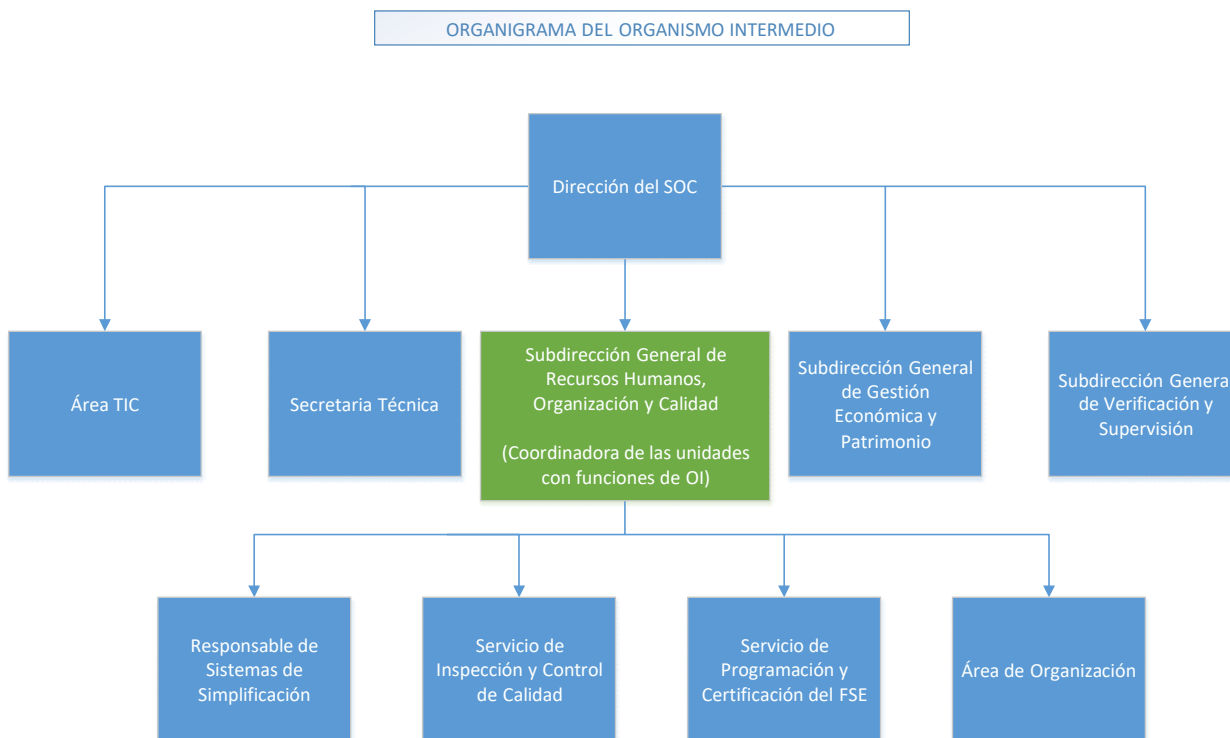 ORGANIGRAMA DEL ORGANISMO INTERMEDIO
Dirección del SOC
Área TIC
Secretaria Técnica
Subdirección General de
Recursos Humanos,
Organización y Calidad
(Coordinadora de las unidades
con funciones de OI)
Subdirección General
de Gestión
Económica y
Patrimonio
Subdirección General
de Verificación y
Supervisión
Responsable de
Sistemas de
Simplificación
Servicio de
Inspección y Control
de Calidad
Servicio de
Programación y
Certificación del FSE
Área de Organización